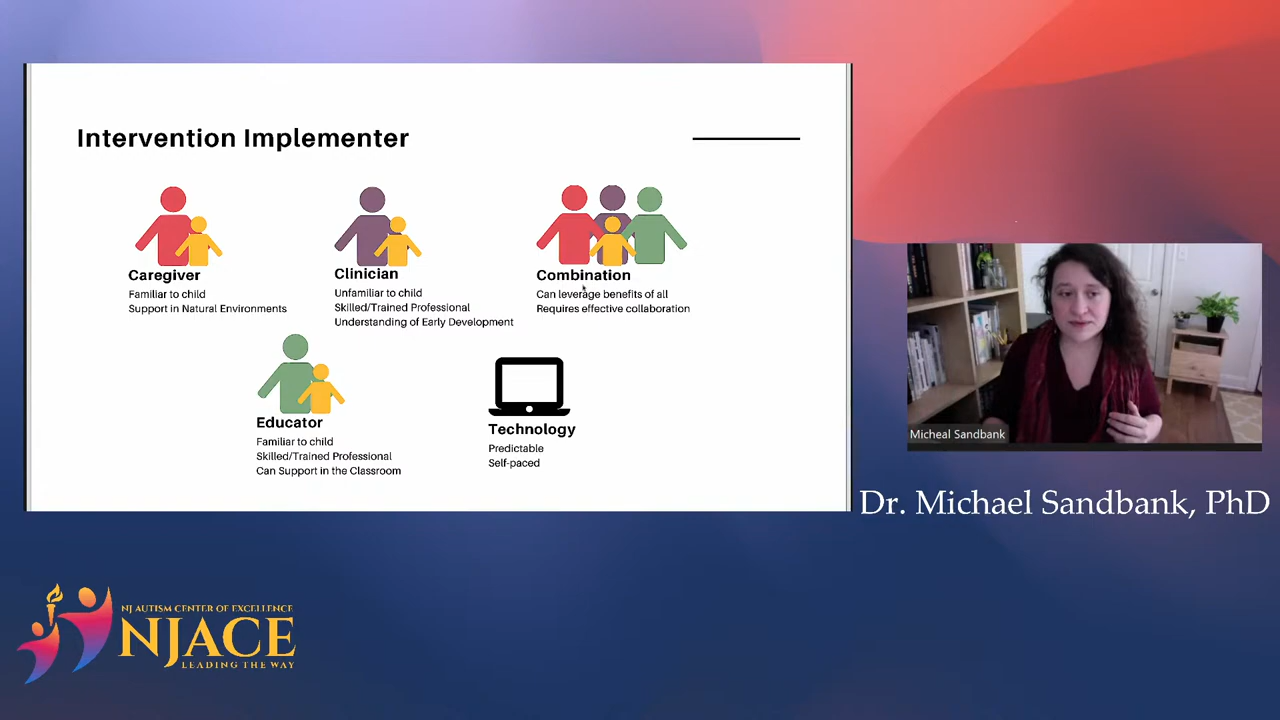 Intervention Implementer
Caregiver
Familiar to child
Support in Natural Environments
Clinician
Unfamiliar to child
Skilled/Trained Professional
Understanding of Early Development
Combination
Can leverage benefits of all
Requires effective collaboration
Educator
Familiar to child
Skilled/Trained Professional
Can Support in the Classroom
Technology
Predictable
Self-paced
Micheal Sandbank
Dr. Michael Sandbank, PhD
NJ AUTISM CENTER OF EXCELLENCE
NJACE
LEADING THE WAY